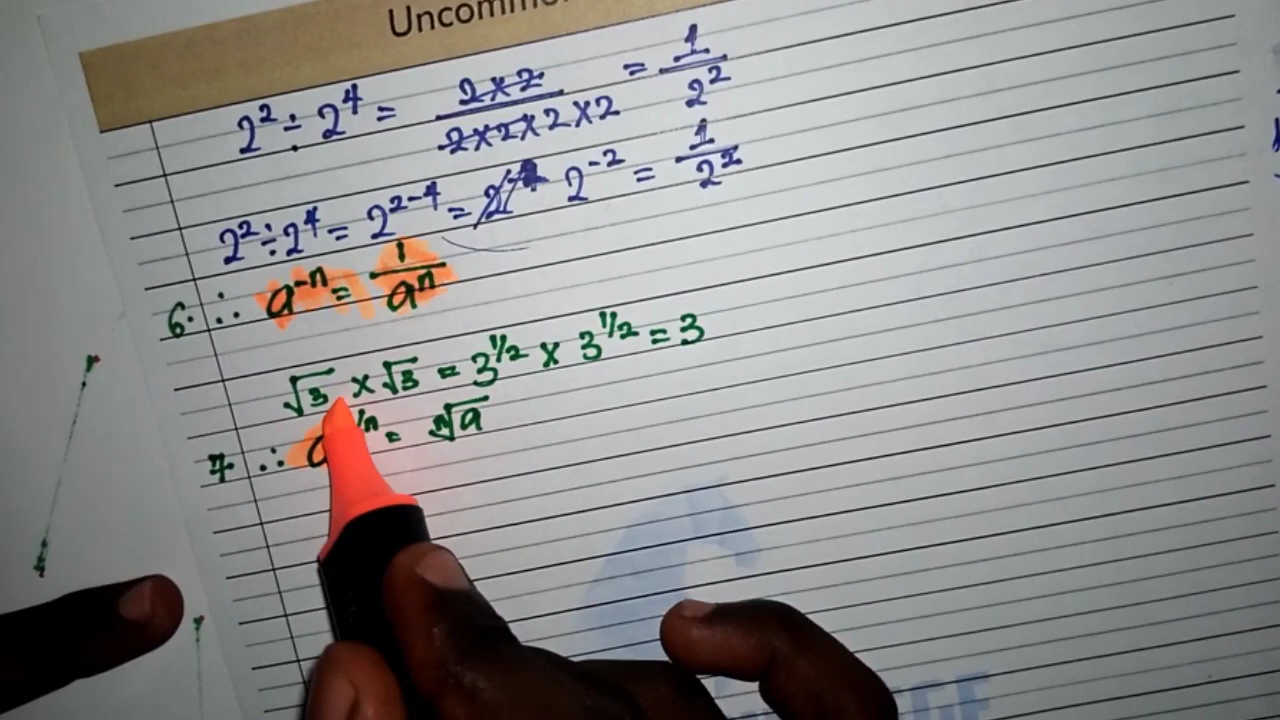 Uncommon
2² ÷ 2⁴ = 2×2/2×2×2×2 = 1/2²
2² ÷ 2⁴ = 2²⁻⁴ = 2⁻² = 1/2²
6. ∴ a⁻ⁿ = 1/aⁿ
√3 × √3 = 3^1/2 × 3^1/2 = 3
7. ∴ a^1/n = ⁿ√a